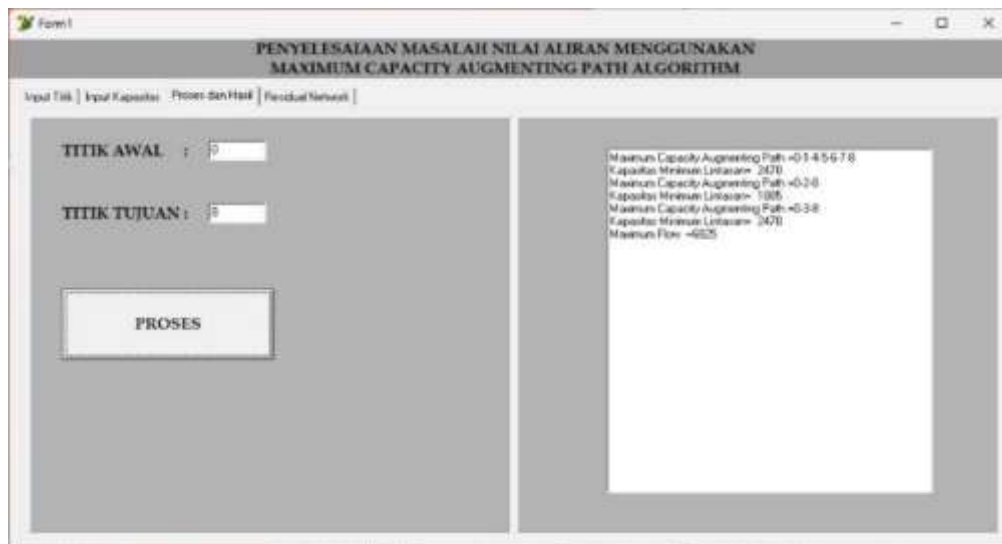 Form1
PENYELESAIAAN MASALAH NILAI ALIRAN MENGGUNAKAN
MAXIMUM CAPACITY AUGMENTING PATH ALGORITHM
Input Titik Input Kapasitas Proses dan Hasil Residual Network
TITIK AWAL : 0
TITIK TUJUAN : 8
PROSES
Maximum Capacity Augmenting Path =0-1-4-5-6-7-8
Kapasitas Minimum Lintasan= 2470
Maximum Capacity Augmenting Path =0-2-8
Kapasitas Minimum Lintasan=
Maximum Capacity Augmenting Path =0-3-8
Kapasitas Minimum Lintasan= 2470
Maximum Flow =